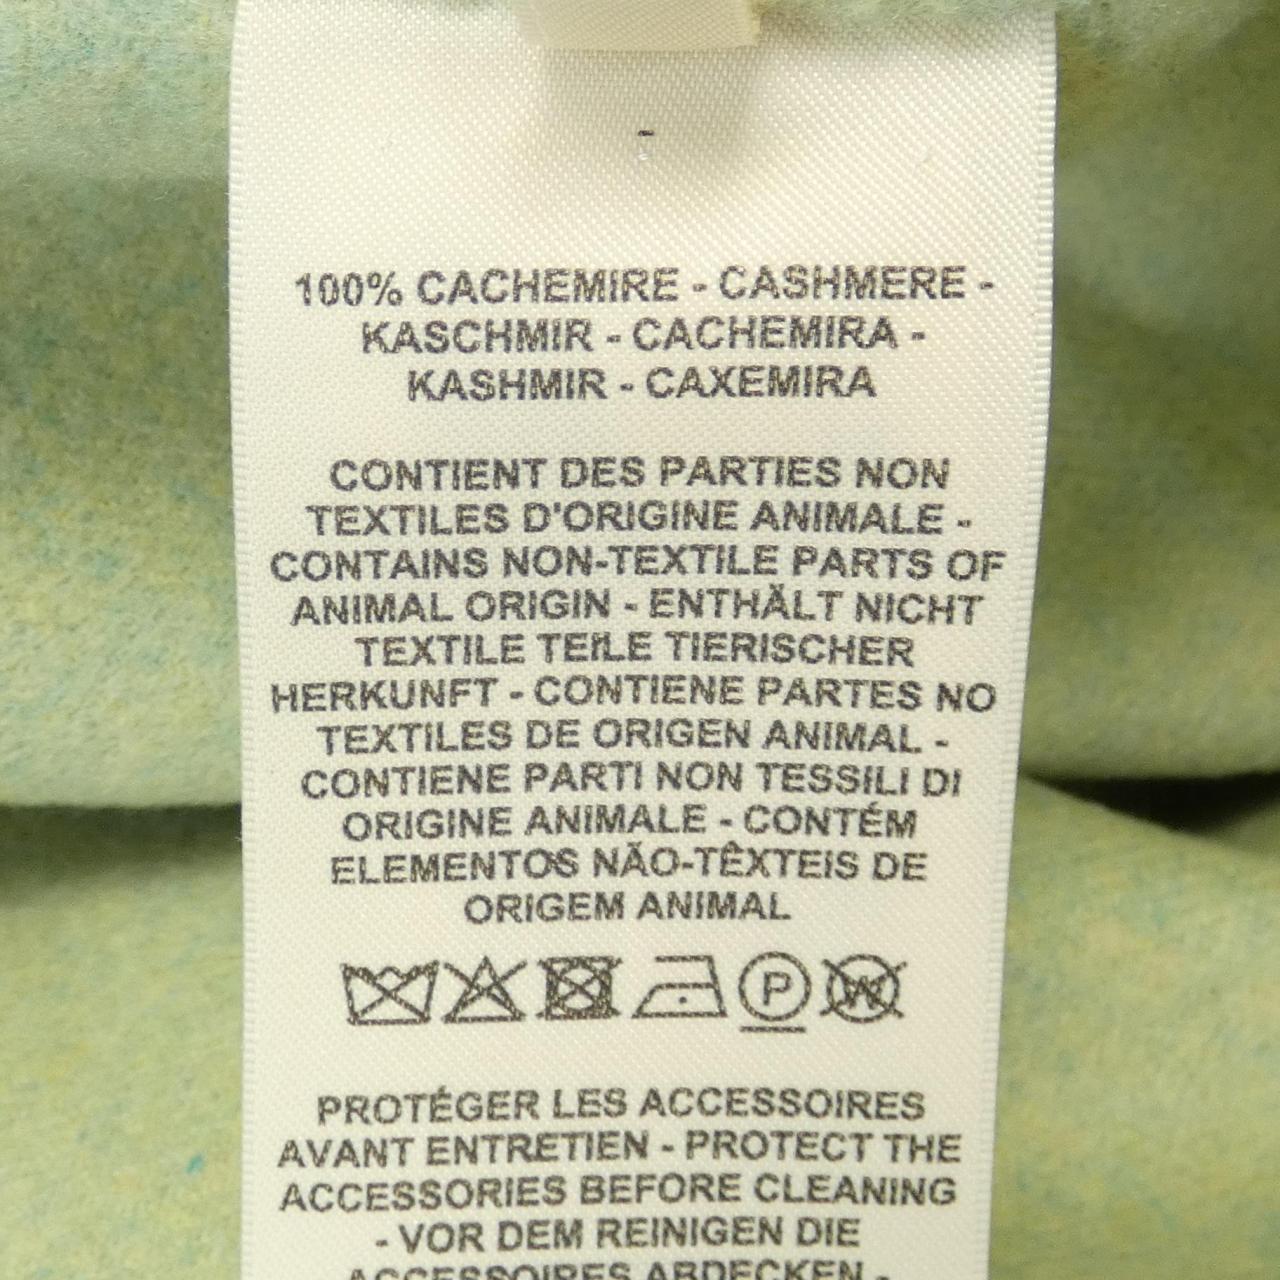 100% CACHEMIRE - CASHMERE -
KASCHMIR - CACHEMIRA -
KASHMIR - CAXEMIRA
CONTIENT DES PARTIES NON
TEXTILES D'ORIGINE ANIMALE -
CONTAINS NON-TEXTILE PARTS OF
ANIMAL ORIGIN - ENTHÄLT NICHT
TEXTILE TEILE TIERISCHER
HERKUNFT - CONTIENE PARTES NO
TEXTILES DE ORIGEN ANIMAL -
CONTIENE PARTI NON TESSILI DI
ORIGINE ANIMALE - CONTÉM
ELEMENTOS NÃO-TÊXTEIS DE
ORIGEM ANIMAL
P W
PROTÉGER LES ACCESSOIRES
AVANT ENTRETIEN - PROTECT THE
ACCESSORIES BEFORE CLEANING
- VOR DEM REINIGEN DIE
ACCESSOIRES ABDECKEN -